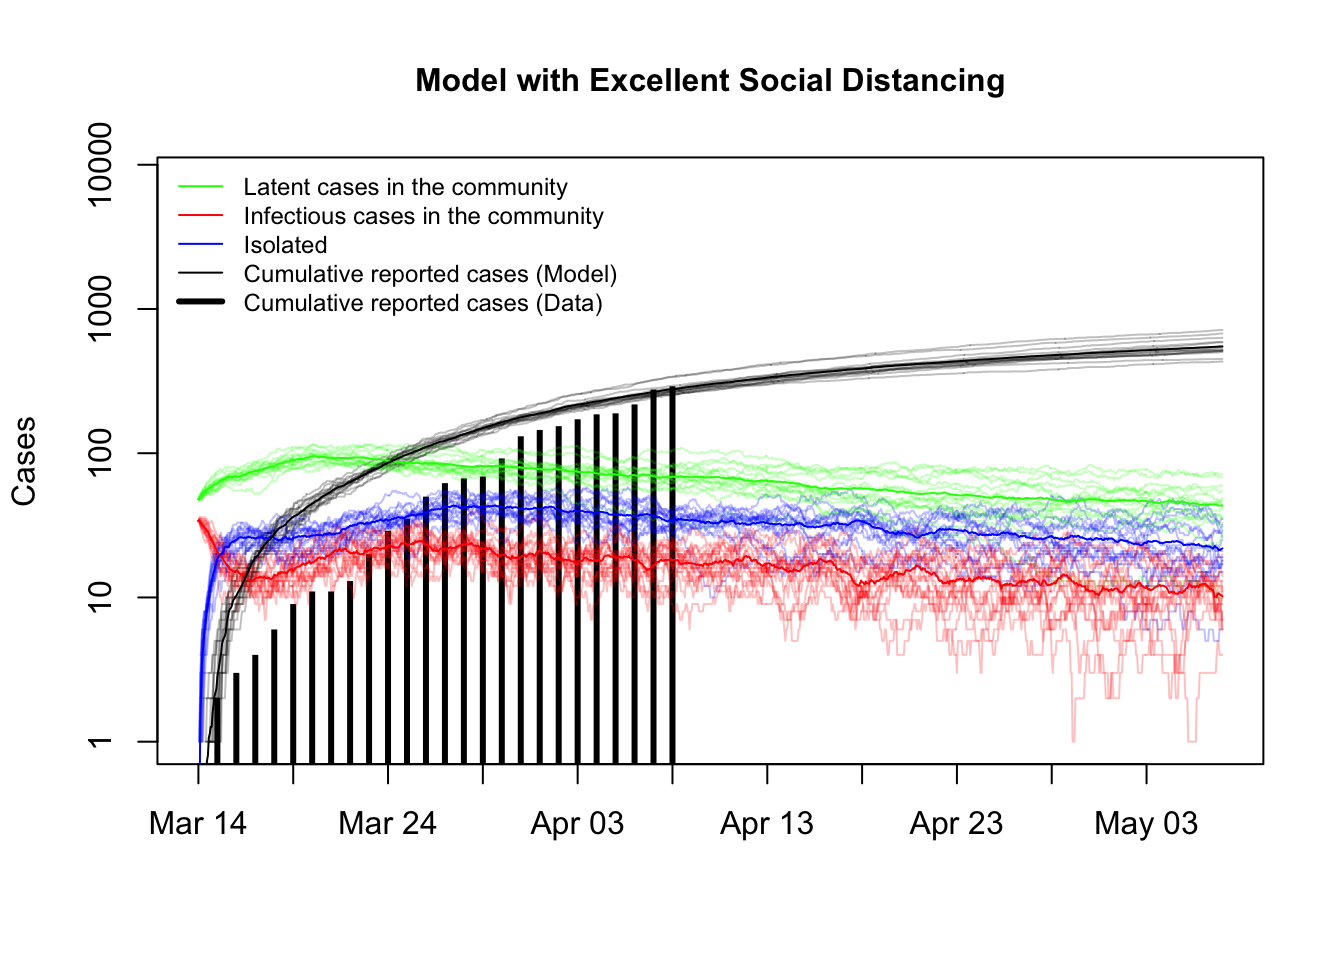 Model with Excellent Social Distancing
10000
1000
100
10
1
Cases
Latent cases in the community
Infectious cases in the community
Isolated
Cumulative reported cases (Model)
Cumulative reported cases (Data)
Mar 14
Mar 24
Apr 03
Apr 13
Apr 23
May 03